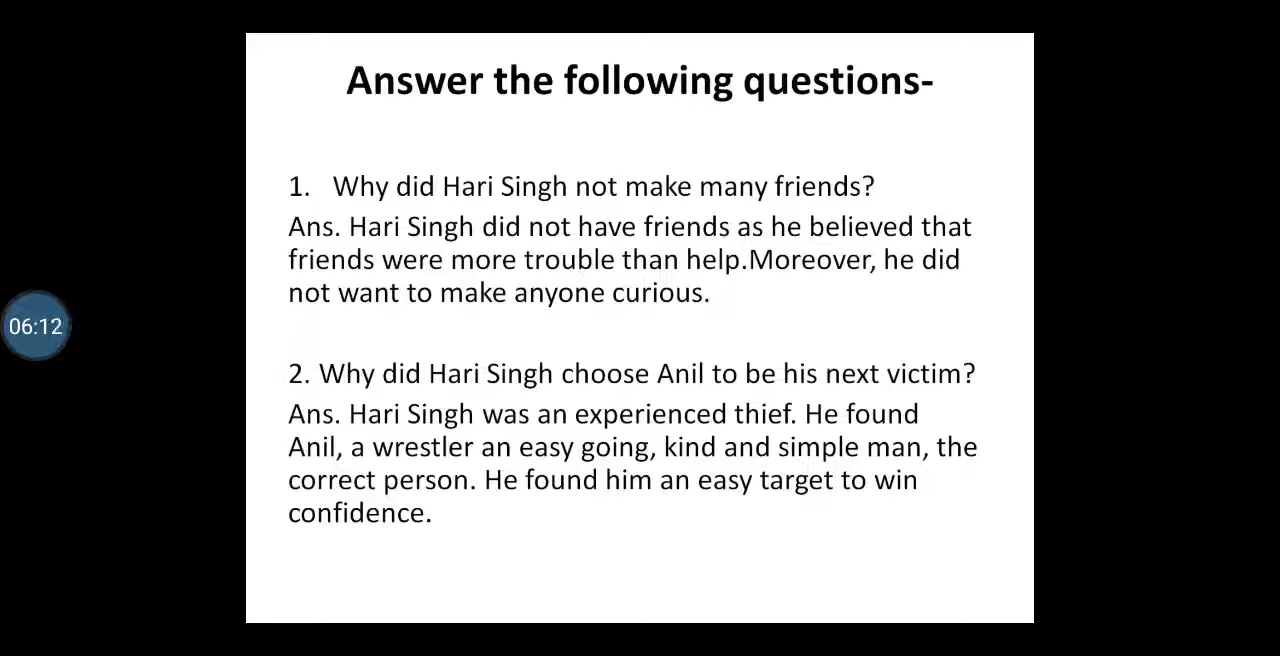 Answer the following questions-
1. Why did Hari Singh not make many friends?
Ans. Hari Singh did not have friends as he believed that
friends were more trouble than help.Moreover, he did
not want to make anyone curious.
06:12
2. Why did Hari Singh choose Anil to be his next victim?
Ans. Hari Singh was an experienced thief. He found
Anil, a wrestler an easy going, kind and simple man, the
correct person. He found him an easy target to win
confidence.